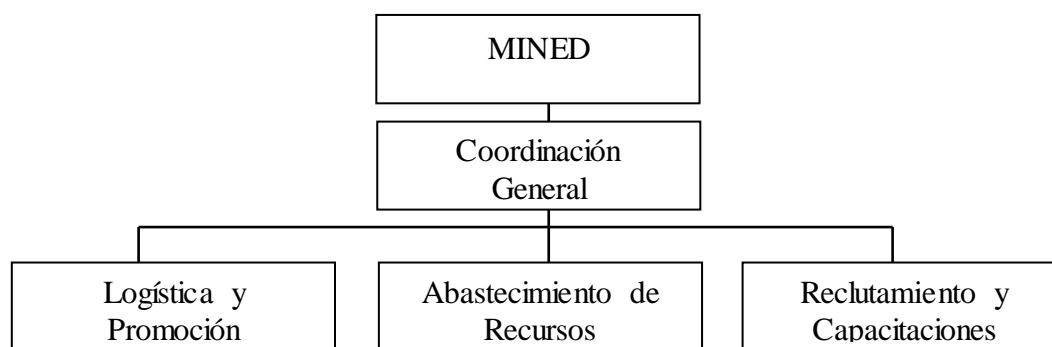 MINED
Coordinación
General
Logística y
Promoción
Abastecimiento de
Recursos
Reclutamiento y
Capacitaciones